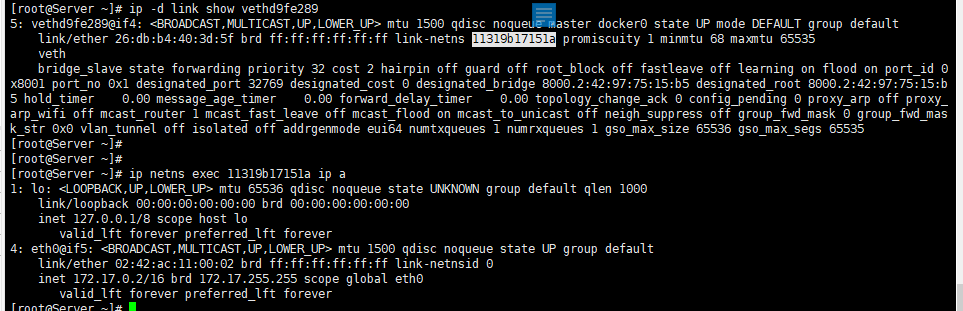 [root@Server ~]# ip -d link show vethd9fe289
5: vethd9fe289@if4: <BROADCAST,MULTICAST,UP,LOWER_UP> mtu 1500 qdisc noqueue master docker0 state UP mode DEFAULT group default
link/ether 26:db:b4:40:3d:5f brd ff:ff:ff:ff:ff:ff link-netns 11319b17151a promiscuity 1 minmtu 68 maxmtu 65535
veth
bridge_slave state forwarding priority 32 cost 2 hairpin off guard off root_block off fastleave off learning on flood on port_id 0
x8001 port_no 0x1 designated_port 32769 designated_cost 0 designated_bridge 8000.2:42:97:75:15:b5 designated_root 8000.2:42:97:75:15:b
5 hold_timer    0.00 message_age_timer    0.00 forward_delay_timer    0.00 topology_change_ack 0 config_pending 0 proxy_arp off proxy_
arp_wifi off mcast_router 1 mcast_fast_leave off mcast_flood on mcast_to_unicast off neigh_suppress off group_fwd_mask 0 group_fwd_mas
k_str 0x0 vlan_tunnel off isolated off addrgenmode eui64 numtxqueues 1 numrxqueues 1 gso_max_size 65536 gso_max_segs 65535
[root@Server ~]#
[root@Server ~]#
[root@Server ~]# ip netns exec 11319b17151a ip a
1: lo: <LOOPBACK,UP,LOWER_UP> mtu 65536 qdisc noqueue state UNKNOWN group default qlen 1000
link/loopback 00:00:00:00:00:00 brd 00:00:00:00:00:00
inet 127.0.0.1/8 scope host lo
valid_lft forever preferred_lft forever
4: eth0@if5: <BROADCAST,MULTICAST,UP,LOWER_UP> mtu 1500 qdisc noqueue state UP group default
link/ether 02:42:ac:11:00:02 brd ff:ff:ff:ff:ff:ff link-netnsid 0
inet 172.17.0.2/16 brd 172.17.255.255 scope global eth0
valid_lft forever preferred_lft forever
[root@Server ~]#